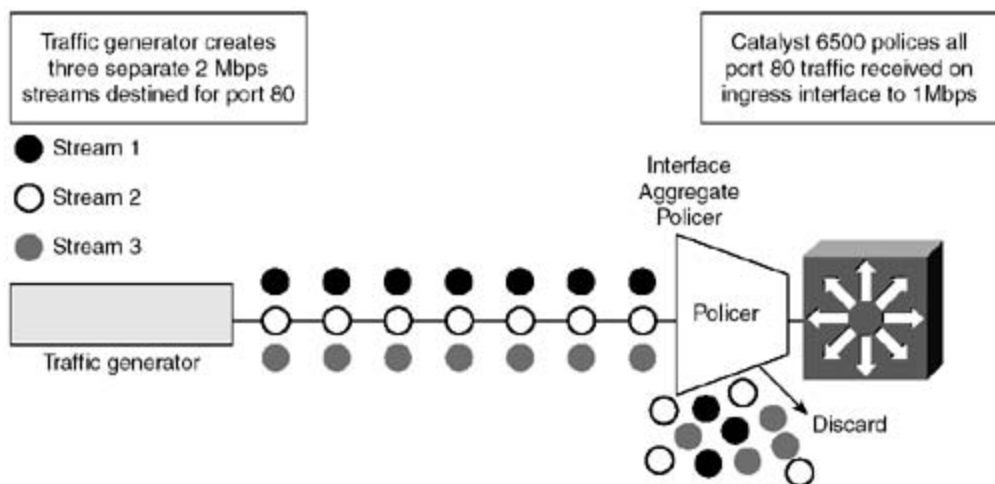 Traffic generator creates
three separate 2 Mbps
streams destined for port 80
Catalyst 6500 polices all
port 80 traffic received on
ingress interface to 1Mbps
Stream 1
Stream 2
Stream 3
Interface
Aggregate
Policer
Policer
Traffic generator
Discard